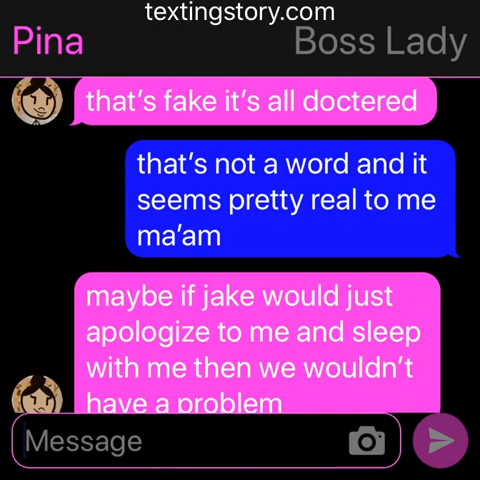 textingstory.com
Pina
Boss Lady
that’s fake it’s all doctered
that’s not a word and it
seems pretty real to me
ma’am
maybe if jake would just
apologize to me and sleep
with me then we wouldn’t
have a problem
Message